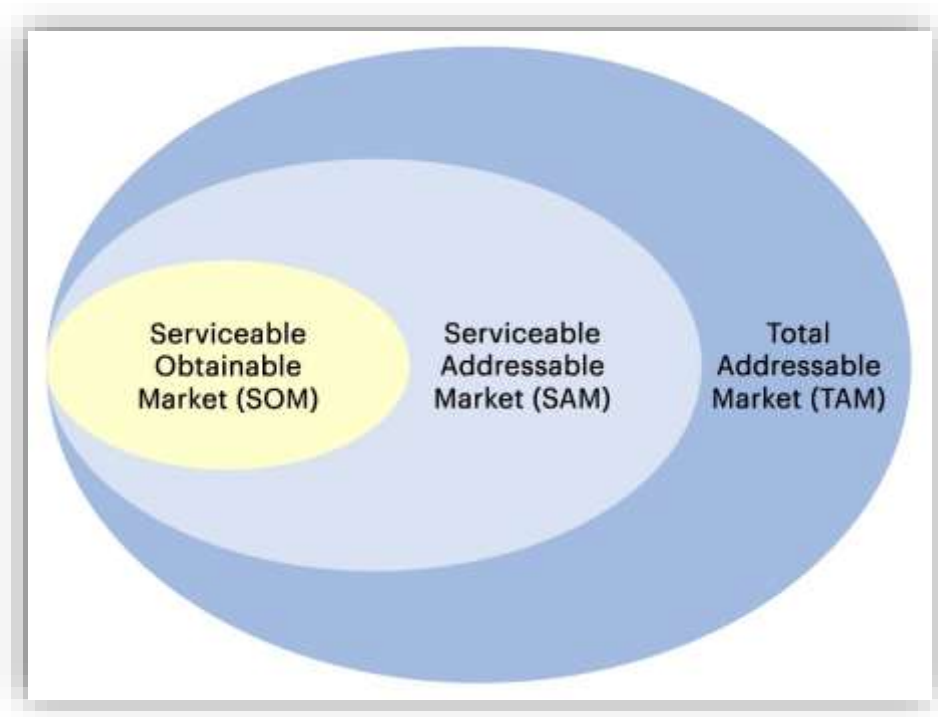 Serviceable
Obtainable
Market (SOM)
Serviceable
Addressable
Market (SAM)
Total
Addressable
Market (TAM)